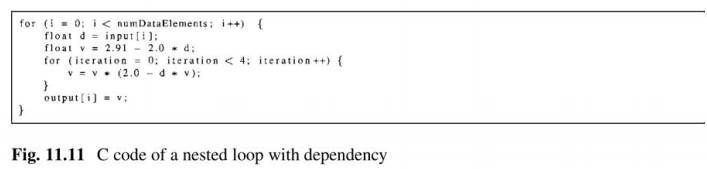 for (i = 0; i < numDataElements; i++) {
float d = input[i];
float v = 2.91 - 2.0 * d;
for (iteration = 0; iteration < 4; iteration++) {
v = v * (2.0 - d * v);
}
output[i] = v;
}
Fig. 11.11 C code of a nested loop with dependency